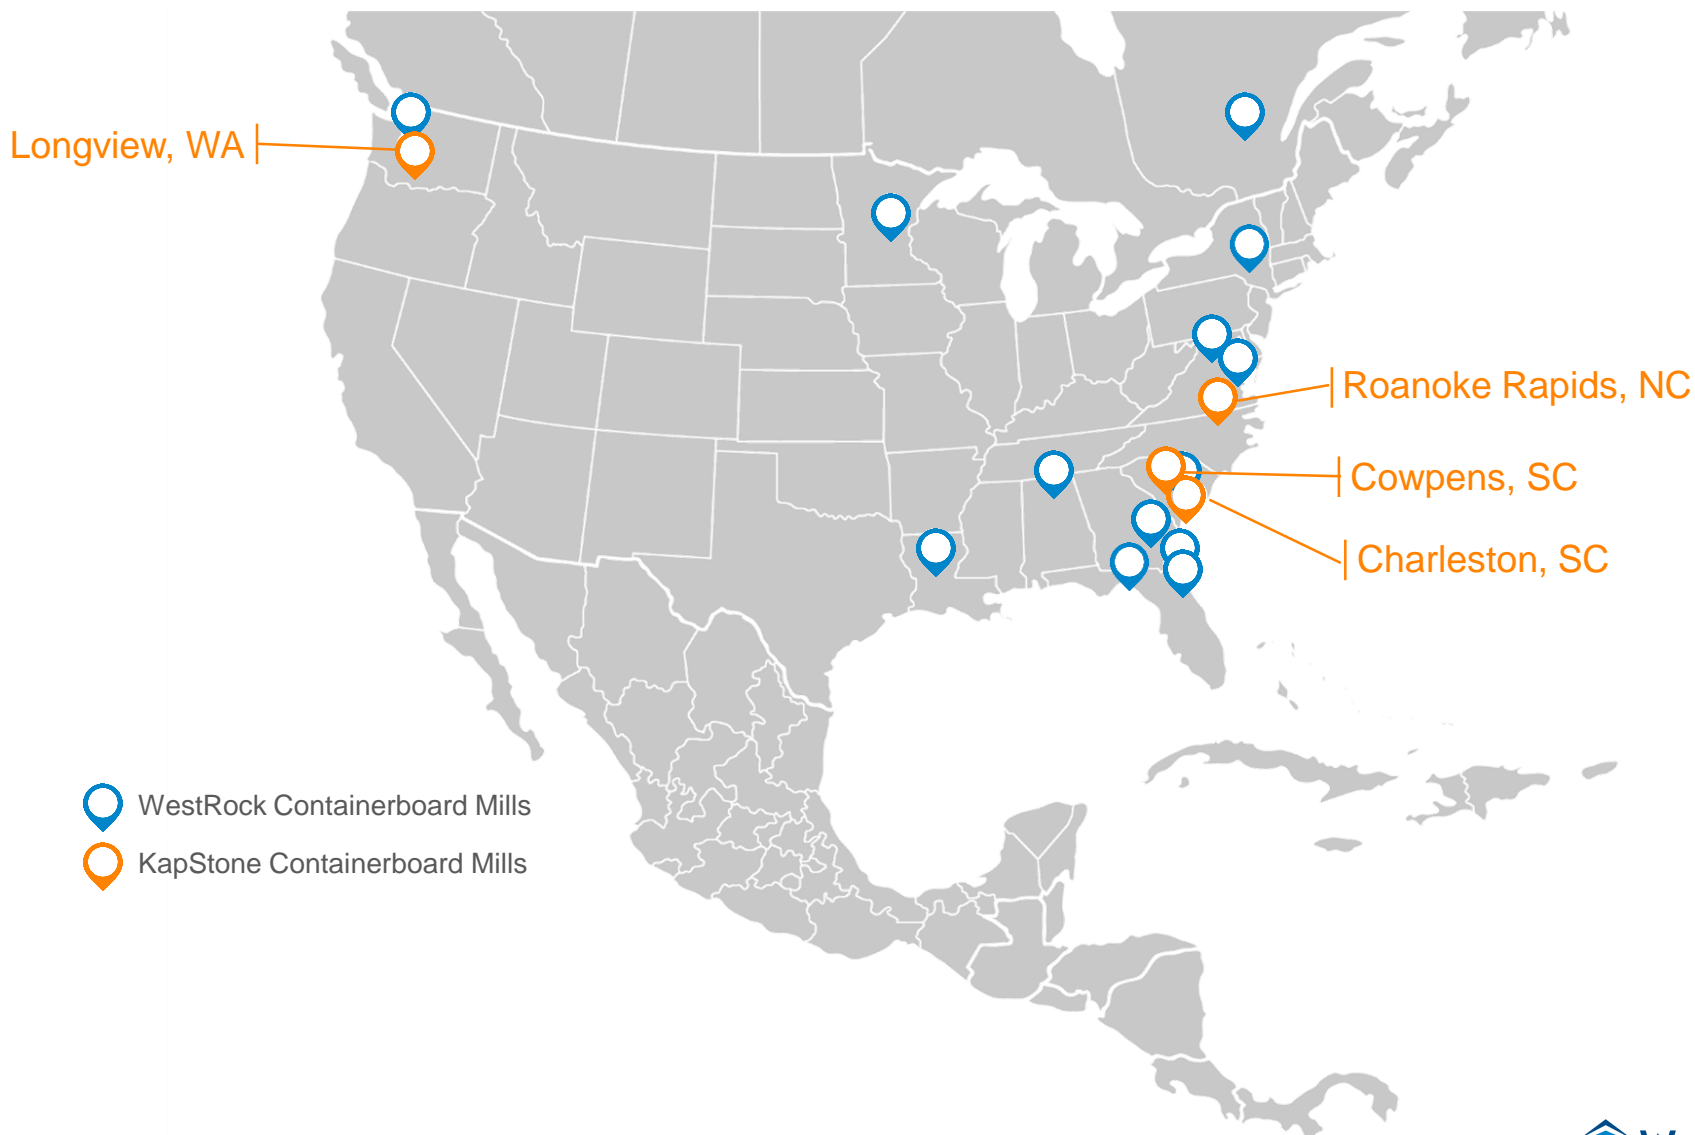 Longview, WA
Roanoke Rapids, NC
Cowpens, SC
Charleston, SC
WestRock Containerboard Mills
KapStone Containerboard Mills